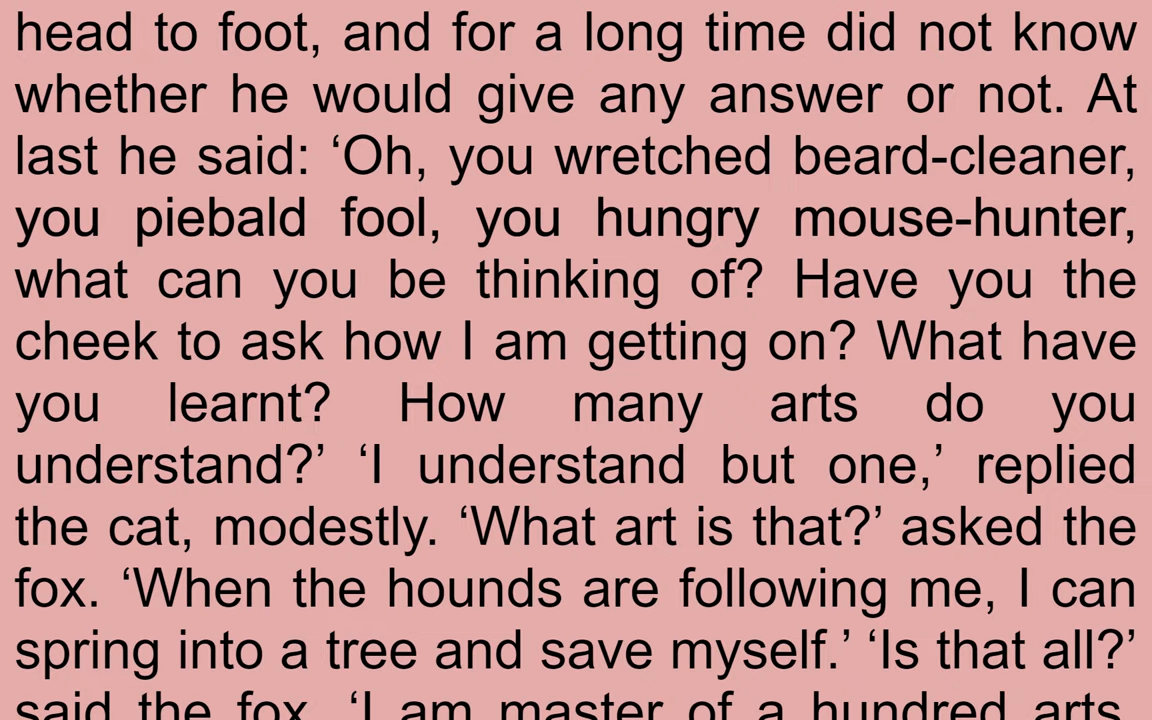 head to foot, and for a long time did not know
whether he would give any answer or not. At
last he said: ‘Oh, you wretched beard-cleaner,
you piebald fool, you hungry mouse-hunter,
what can you be thinking of? Have you the
cheek to ask how I am getting on? What have
you learnt? How many arts do you
understand?’ ‘I understand but one,’ replied
the cat, modestly. ‘What art is that?’ asked the
fox. ‘When the hounds are following me, I can
spring into a tree and save myself.’ ‘Is that all?’
said the fox. ‘I am master of a hundred arts,